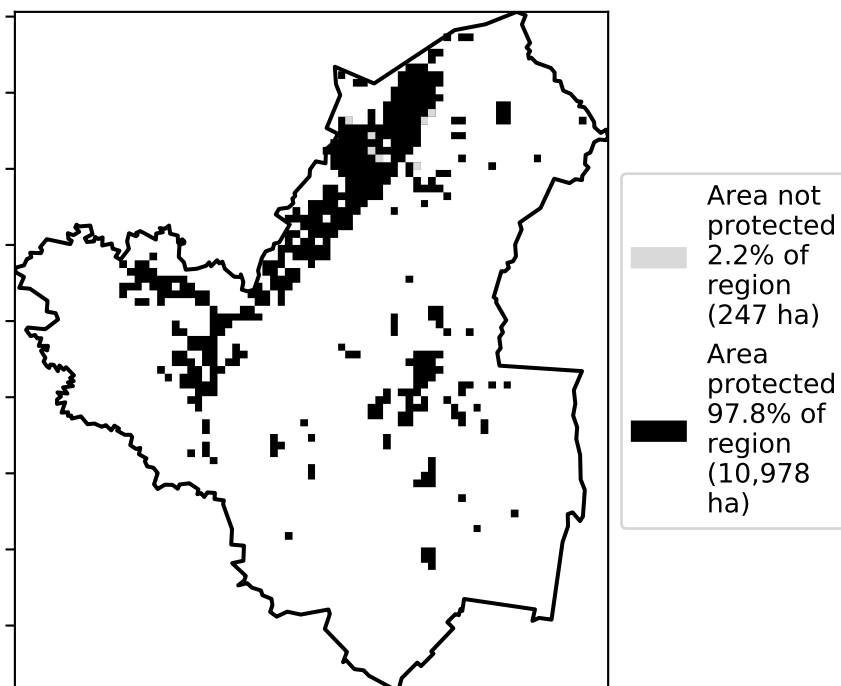 Area not
protected
2.2% of
region
(247 ha)
Area
protected
97.8% of
region
(10,978
ha)